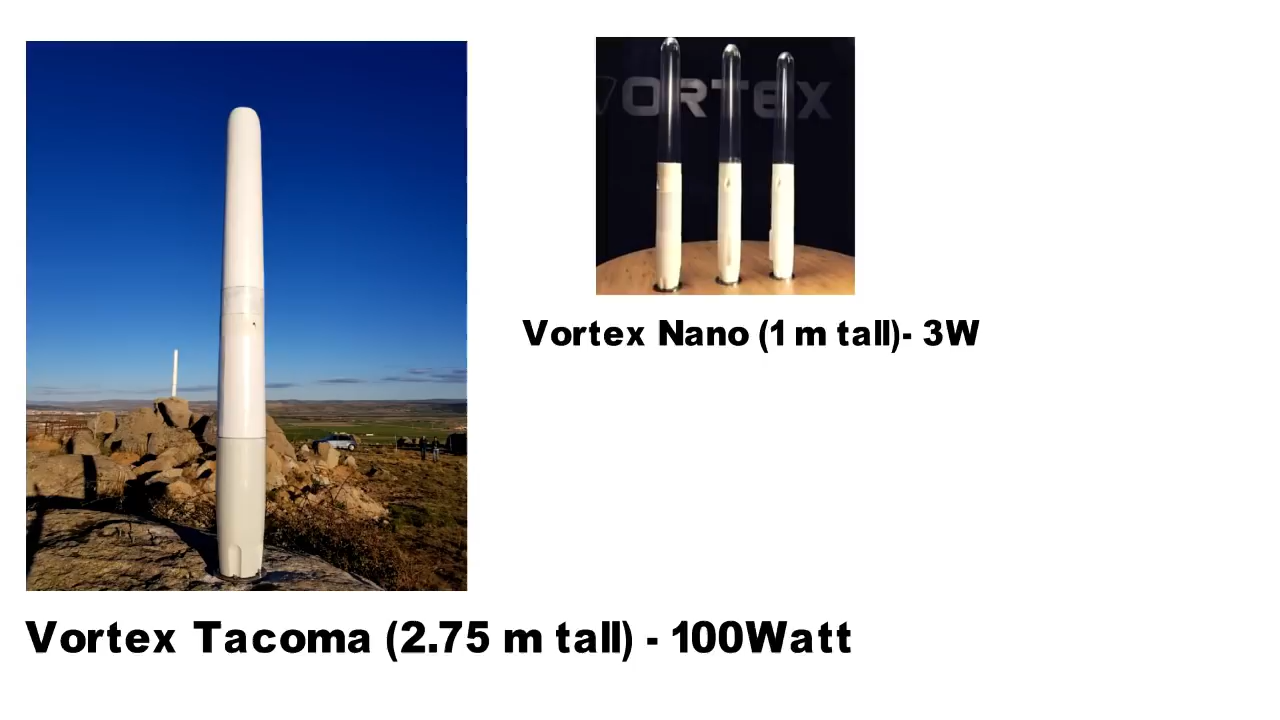 VORTEX
Vortex Nano (1 m tall)- 3W
Vortex Tacoma (2.75 m tall) - 100Watt